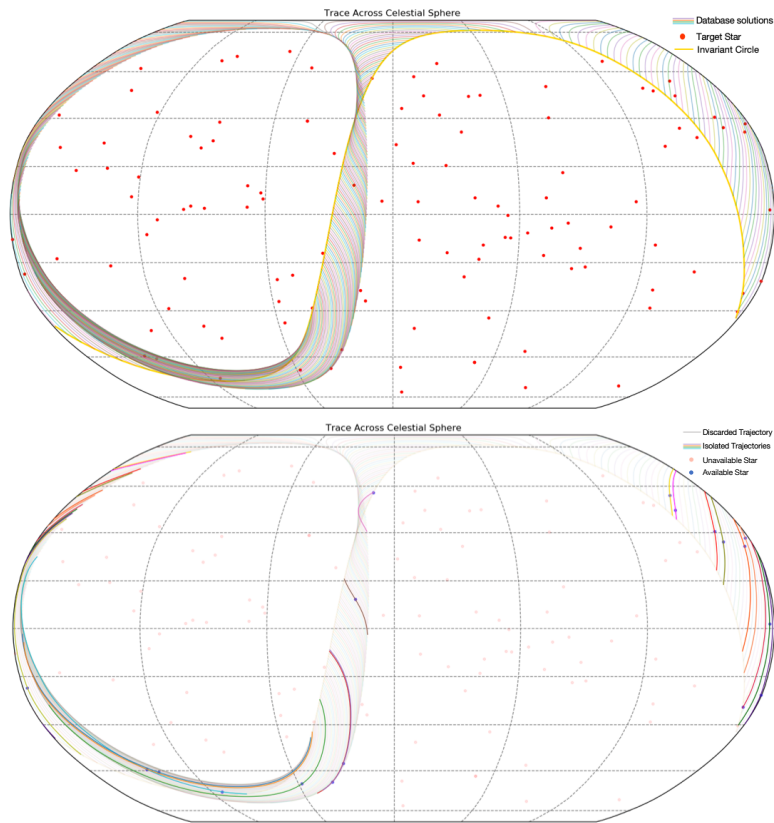 Trace Across Celestial Sphere
Database solutions
Target Star
Invariant Circle
Trace Across Celestial Sphere
Discarded Trajectory
Isolated Trajectories
Unavailable Star
Available Star